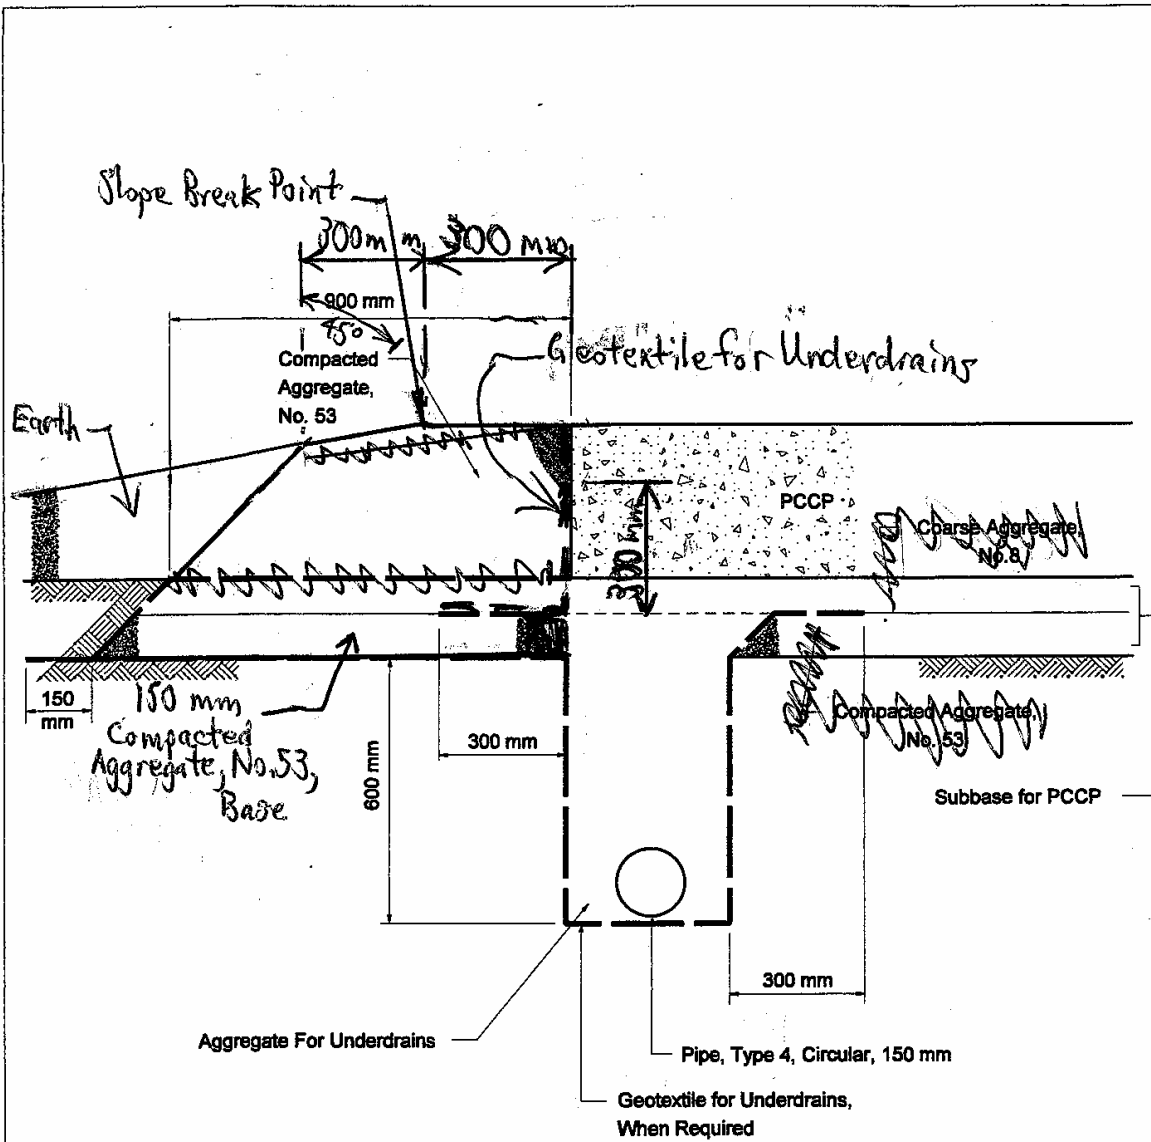 Slope Break Point
300m m
300 mm
900 mm
45°
Compacted
Aggregate,
No. 53
Geotextile for Underdrains
Earth
PCCP
Coarse Aggregate,
No.8
300 mm
150
mm
150 mm
Compacted
Aggregate, No.53,
Base
300 mm
600 mm
Compacted Aggregate,
No. 53
Subbase for PCCP
300 mm
Aggregate For Underdrains
Pipe, Type 4, Circular, 150 mm
Geotextile for Underdrains,
When Required